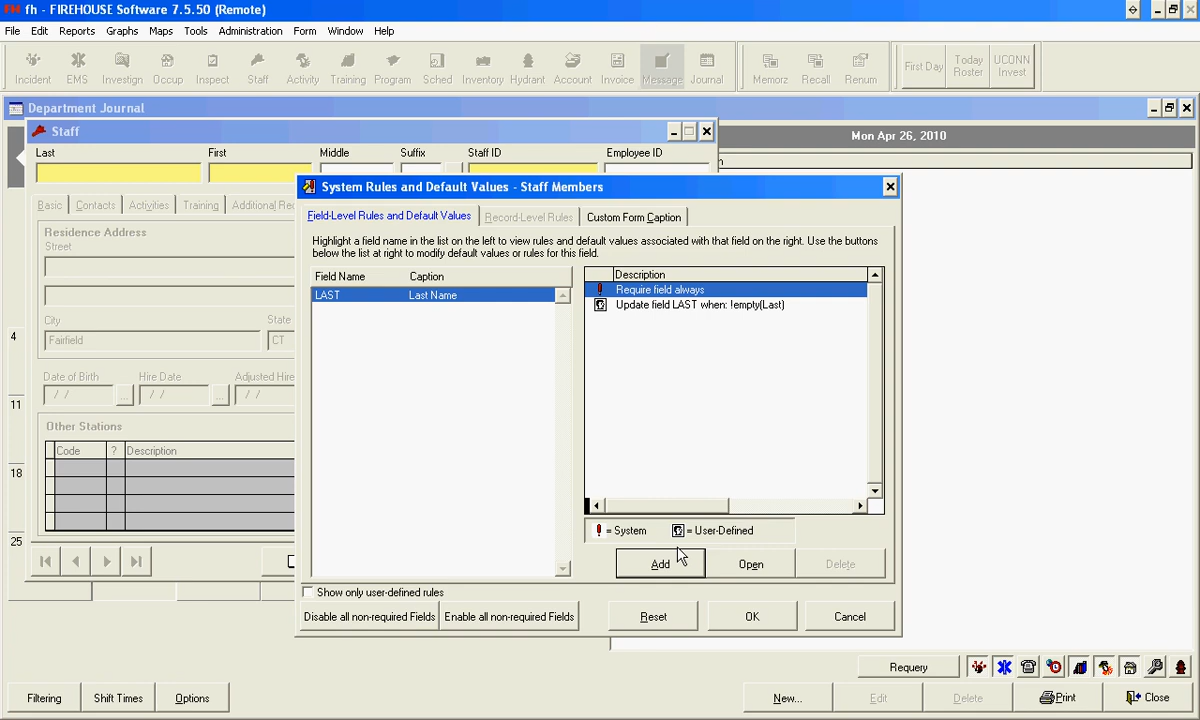 fh - FIREHOUSE Software 7.5.50 (Remote)
File Edit Reports Graphs Maps Tools Administration Form Window Help
Incident EMS Investign Occup Inspect Staff Activity Training Program Sched Inventory Hydrant Account Invoice Message Journal Memorz Recall Renum First Day Today Roster UCONN Invest
Department Journal
Staff
Mon Apr 26, 2010
Last First Middle Suffix Staff ID Employee ID
System Rules and Default Values - Staff Members
Basic Contacts Activities Training Additional Rec
Field-Level Rules and Default Values Record-Level Rules Custom Form Caption
Residence Address
Street
Highlight a field name in the list on the left to view rules and default values associated with that field on the right. Use the buttons
below the list at right to modify default values or rules for this field.
Field Name Caption Description
LAST Last Name Require field always
Update field LAST when: !empty(Last)
City State
4 Fairfield CT
Date of Birth Hire Date Adjusted Hire
/ / ... / / ... / /
11
Other Stations
Code ? Description
18
! = System = User-Defined
25
Add Open Delete
Show only user-defined rules
Disable all non-required Fields Enable all non-required Fields Reset OK Cancel
Requery
Filtering Shift Times Options New... Edit Delete Print Close